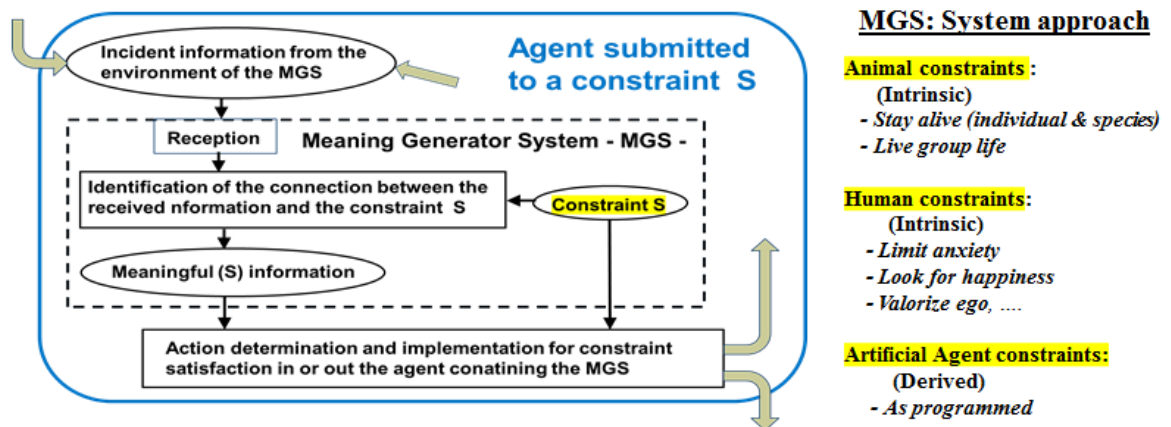 Incident information from the
environment of the MGS
Agent submitted
to a constraint S
Reception
Meaning Generator System - MGS -
Identification of the connection between the
received nformation and the constraint S
Constraint S
Meaningful (S) information
Action determination and implementation for constraint
satisfaction in or out the agent conatining the MGS
MGS: System approach
Animal constraints :
(Intrinsic)
- Stay alive (individual & species)
- Live group life
Human constraints:
(Intrinsic)
- Limit anxiety
- Look for happiness
- Valorize ego, ....
Artificial Agent constraints:
(Derived)
- As programmed